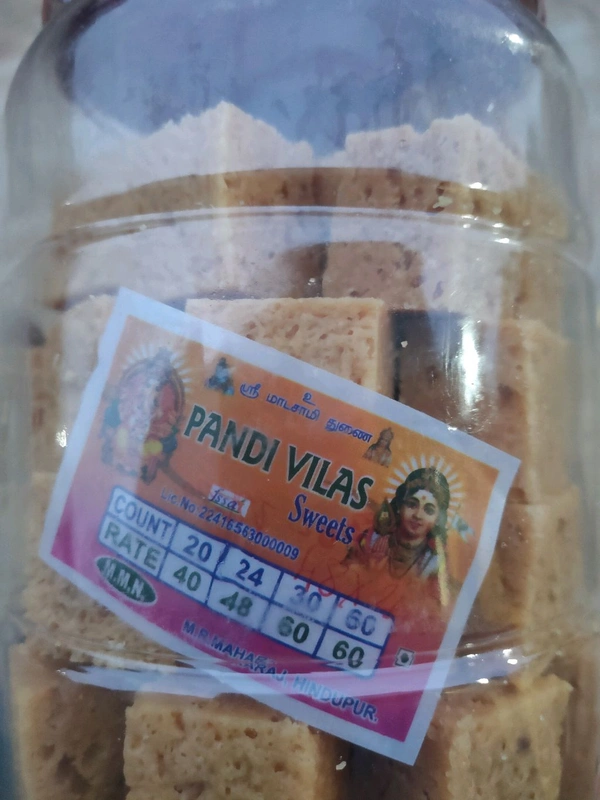 உ
ஸ்ரீ மாடசாமி துணை
PANDI VILAS
Sweets
fssai
Lic.No.22416563000009
COUNT 20 24 30 60
RATE 40 48 60 60
M.M.N.
M.P.MAHARAJ, HINDUPUR.